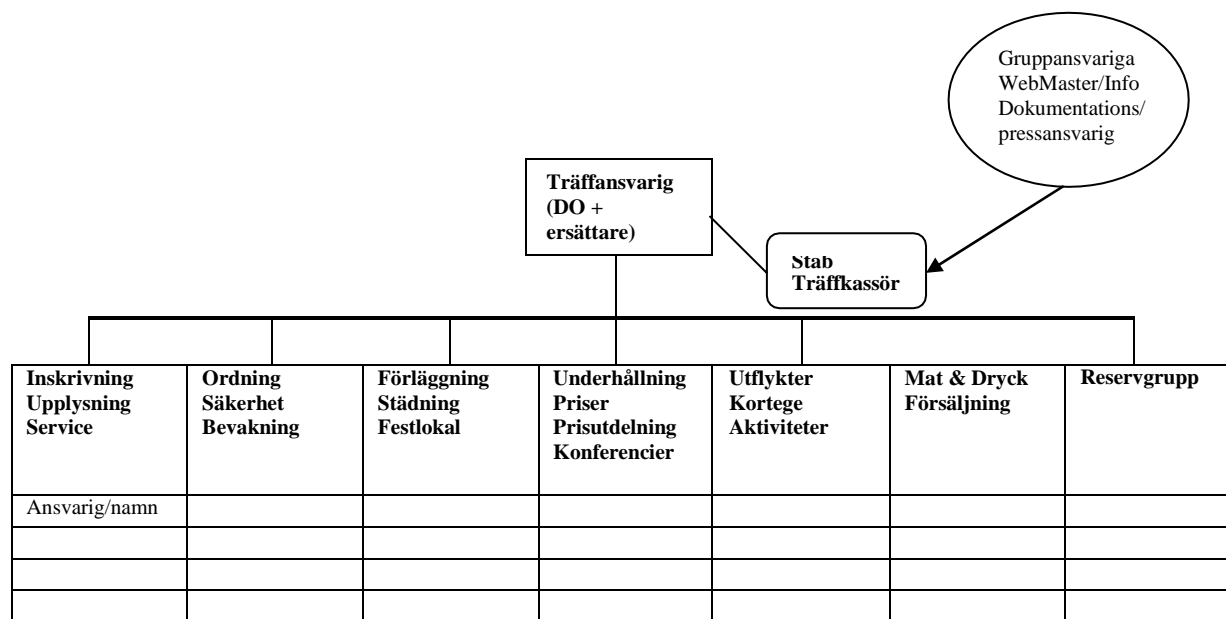 Gruppansvariga
WebMaster/Info
Dokumentations/
pressansvarig
Träffansvarig
(DO +
ersättare)
Stab
Träffkassör
Inskrivning
Upplysning
Service
Ordning
Säkerhet
Bevakning
Förläggning
Städning
Festlokal
Underhållning
Priser
Prisutdelning
Konferencier
Utflykter
Kortege
Aktiviteter
Mat & Dryck
Försäljning
Reservgrupp
Ansvarig/namn